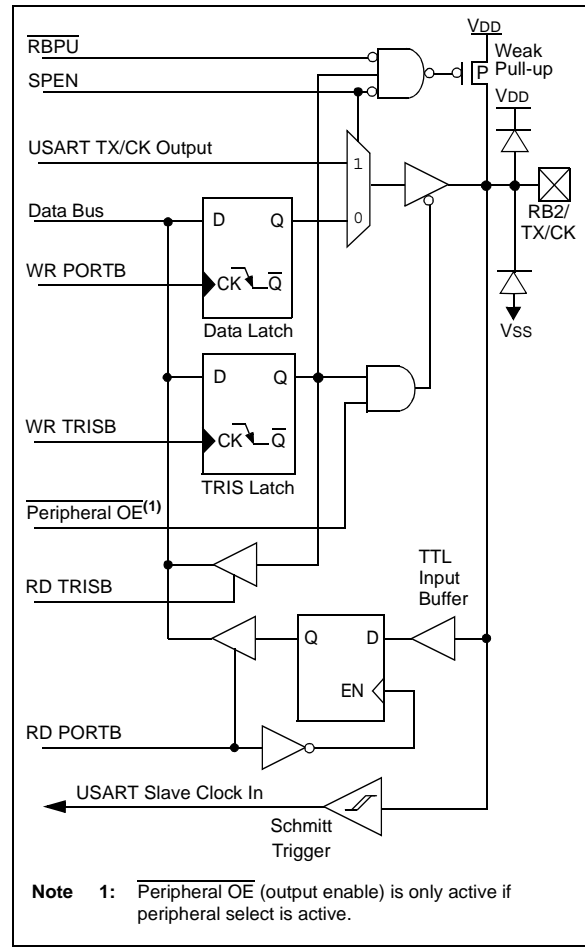 VDD
RBPU
Weak
Pull-up
P
SPEN
VDD
USART TX/CK Output
1
0
RB2/
TX/CK
Data Bus
D
Q
WR PORTB
CK
Q
Data Latch
VSS
D
Q
WR TRISB
CK
Q
TRIS Latch
Peripheral OE(1)
RD TRISB
TTL
Input
Buffer
Q
D
EN
RD PORTB
USART Slave Clock In
Schmitt
Trigger
Note 1: Peripheral OE (output enable) is only active if
peripheral select is active.